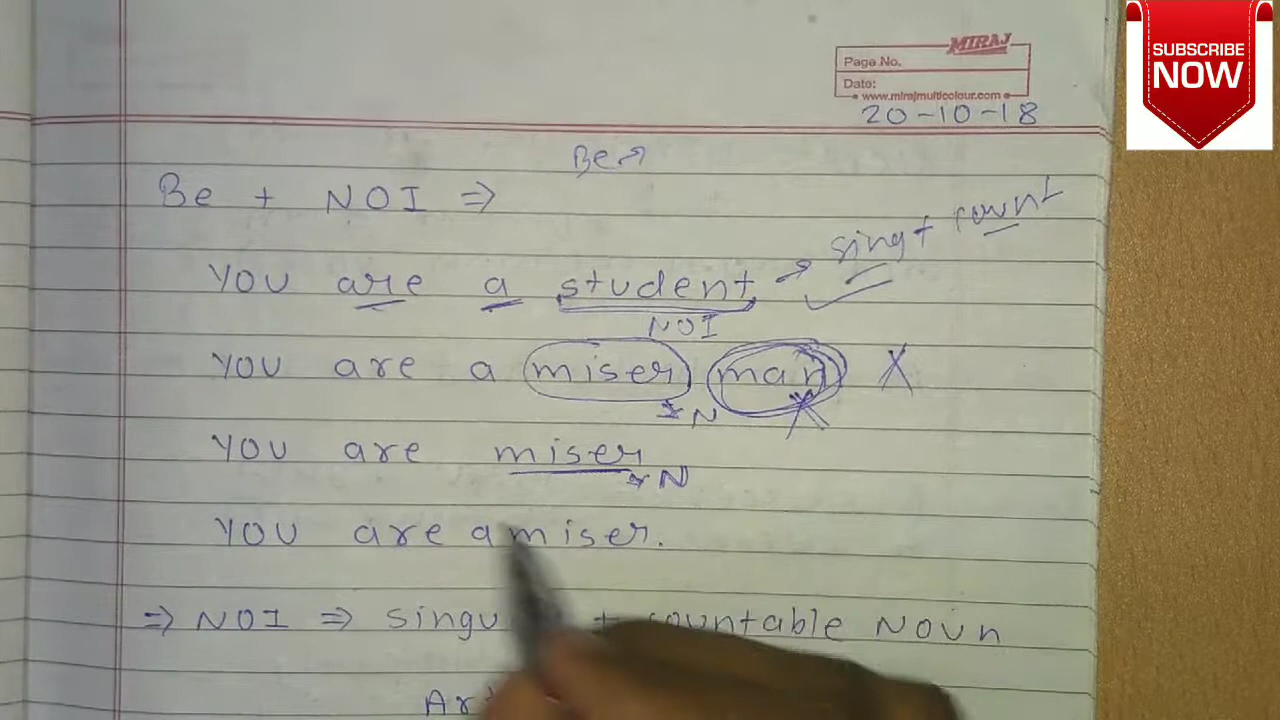 MIRAJ
Page No.
Date:
www.mirajmulticolour.com
20-10-18
SUBSCRIBE
NOW
Be
Be + NOI ⇒
sing + count
YOU are a student
NOI
YOU are a miser man X
N
YOU are miser
N
YOU are a miser.
⇒ NOI ⇒ singu + countable Noun